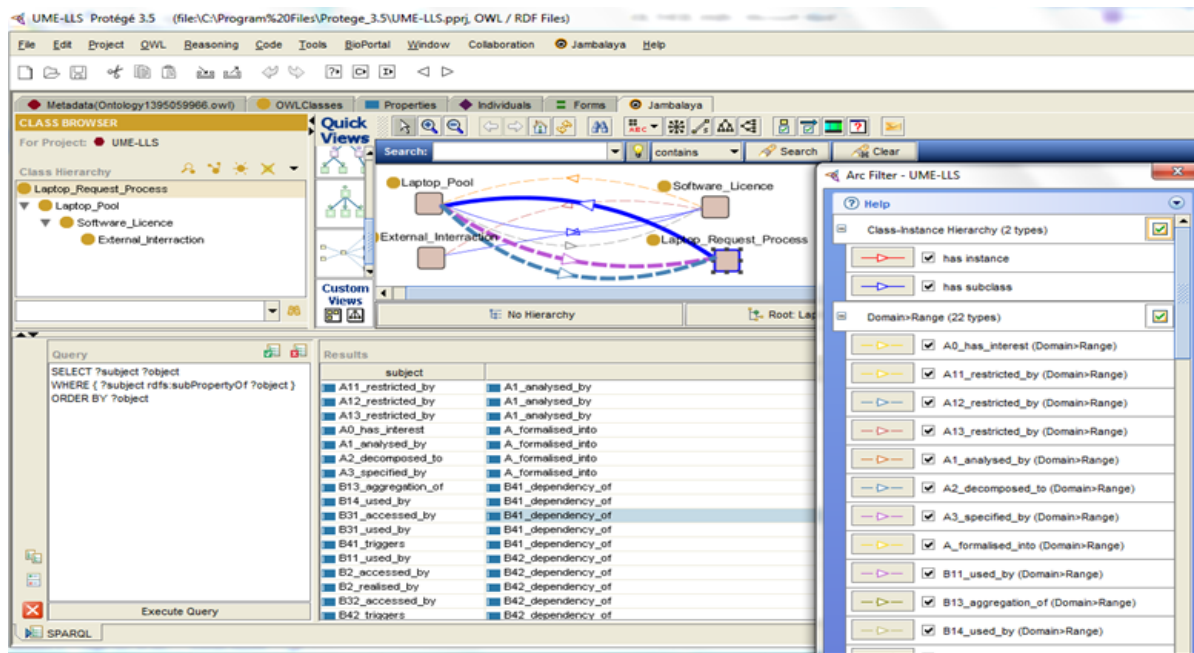 UME-LLS Protégé 3.5 (file:\C:\Program%20Files\Protege_3.5\UME-LLS.pprj, OWL / RDF Files)
File Edit Project OWL Reasoning Code Tools BioPortal Window Collaboration Jambalaya Help
Metadata(Ontology1395059966.owl) OWLClasses Properties Individuals Forms Jambalaya
CLASS BROWSER
For Project: UME-LLS
Class Hierarchy
Laptop_Request_Process
Laptop_Pool
Software_Licence
External_Interraction
Quick
Views
Custom
Views
Search: contains Search Clear
Laptop_Pool
Software_Licence
External_Interraction
Laptop_Request_Process
No Hierarchy
Root: Lap
Query
SELECT ?subject ?object
WHERE { ?subject rdfs:subPropertyOf ?object }
ORDER BY ?object
Execute Query
SPARQL
Results
subject
A11_restricted_by A1_analysed_by
A12_restricted_by A1_analysed_by
A13_restricted_by A1_analysed_by
A0_has_interest A_formalised_into
A1_analysed_by A_formalised_into
A2_decomposed_to A_formalised_into
A3_specified_by A_formalised_into
B13_aggregation_of B41_dependency_of
B14_used_by B41_dependency_of
B31_accessed_by B41_dependency_of
B31_used_by B41_dependency_of
B41_triggers B41_dependency_of
B11_used_by B42_dependency_of
B2_accessed_by B42_dependency_of
B2_realised_by B42_dependency_of
B32_accessed_by B42_dependency_of
B42_triggers B42_dependency_of
Arc Filter - UME-LLS
Help
Class-Instance Hierarchy (2 types)
has instance
has subclass
Domain>Range (22 types)
A0_has_interest (Domain>Range)
A11_restricted_by (Domain>Range)
A12_restricted_by (Domain>Range)
A13_restricted_by (Domain>Range)
A1_analysed_by (Domain>Range)
A2_decomposed_to (Domain>Range)
A3_specified_by (Domain>Range)
A_formalised_into (Domain>Range)
B11_used_by (Domain>Range)
B13_aggregation_of (Domain>Range)
B14_used_by (Domain>Range)